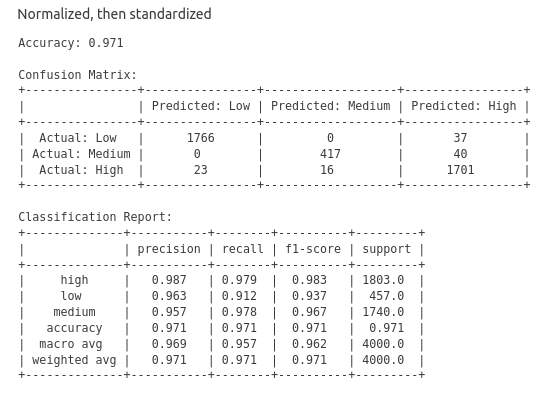 Normalized, then standardized
Accuracy: 0.971
Confusion Matrix:
+----------------+----------------+-------------------+-----------------+
|                | Predicted: Low | Predicted: Medium | Predicted: High |
+----------------+----------------+-------------------+-----------------+
|  Actual: Low   |      1766      |         0         |       37        |
| Actual: Medium |       0        |        417        |       40        |
|  Actual: High  |       23       |        16         |      1701       |
+----------------+----------------+-------------------+-----------------+
Classification Report:
+--------------+-----------+--------+----------+---------+
|              | precision | recall | f1-score | support |
+--------------+-----------+--------+----------+---------+
|     high     |   0.987   | 0.979  |  0.983   | 1803.0  |
|     low      |   0.963   | 0.912  |  0.937   |  457.0  |
|    medium    |   0.957   | 0.978  |  0.967   | 1740.0  |
|   accuracy   |   0.971   | 0.971  |  0.971   |  0.971  |
|  macro avg   |   0.969   | 0.957  |  0.962   | 4000.0  |
| weighted avg |   0.971   | 0.971  |  0.971   | 4000.0  |
+--------------+-----------+--------+----------+---------+